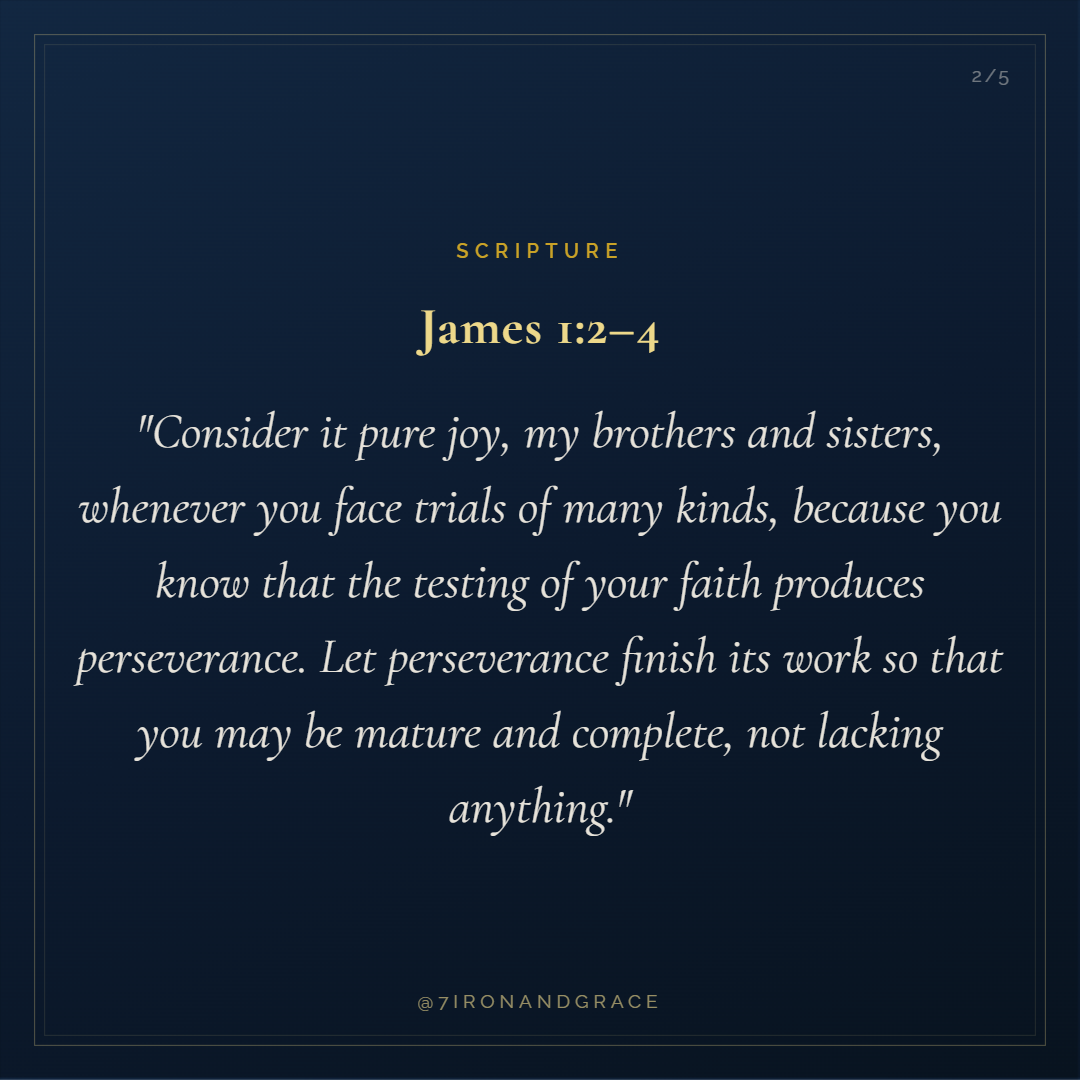 2/5
SCRIPTURE
James 1:2–4
"Consider it pure joy, my brothers and sisters,
whenever you face trials of many kinds, because you
know that the testing of your faith produces
perseverance. Let perseverance finish its work so that
you may be mature and complete, not lacking
anything."
@7IRONANDGRACE